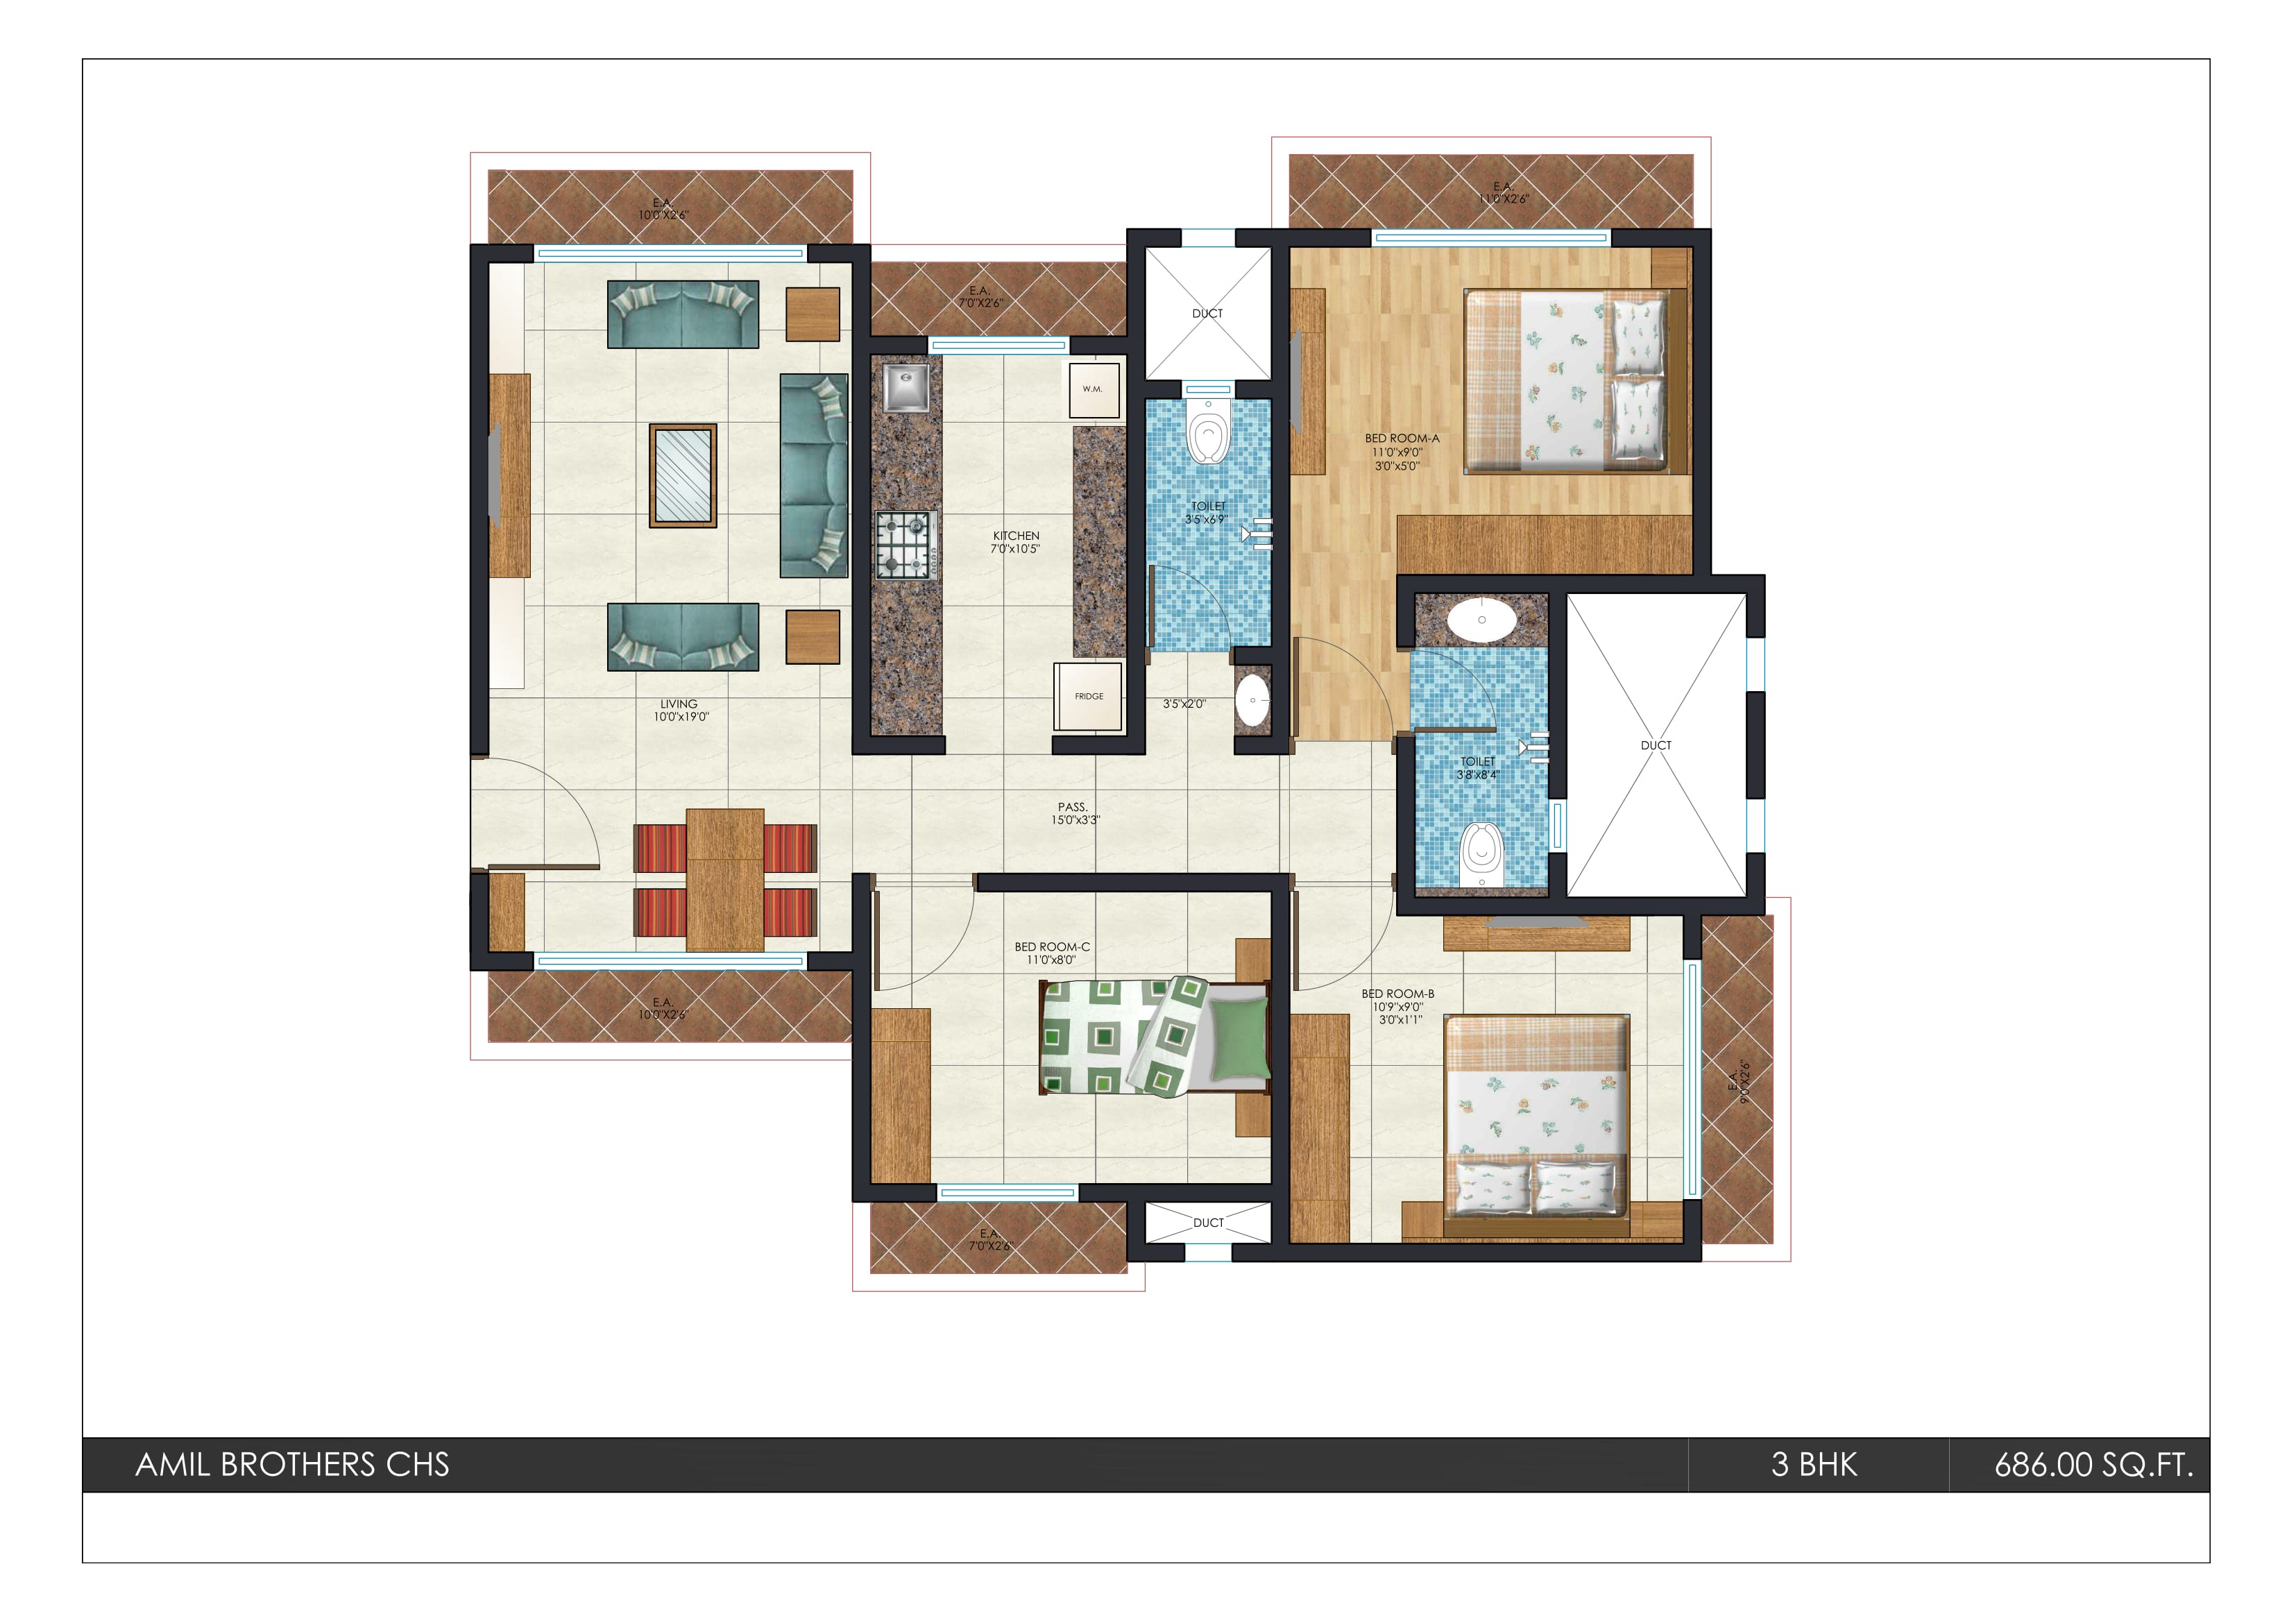 E.A.
10'0"X2'6"
E.A.
11'0"X2'6"
E.A.
7'0"X2'6"
DUCT
W.M.
BED ROOM-A
11'0"x9'0"
3'0"x5'0"
TOILET
3'5"x6'9"
KITCHEN
7'0"x10'5"
FRIDGE
3'5"x2'0"
LIVING
10'0"x19'0"
DUCT
TOILET
3'8"x8'4"
PASS.
15'0"x3'3"
BED ROOM-C
11'0"x8'0"
BED ROOM-B
10'9"x9'0"
3'0"x1'1"
E.A.
10'0"X2'6"
E.A.
9'0"X2'6"
DUCT
E.A.
7'0"X2'6"
AMIL BROTHERS CHS
3 BHK
686.00 SQ.FT.